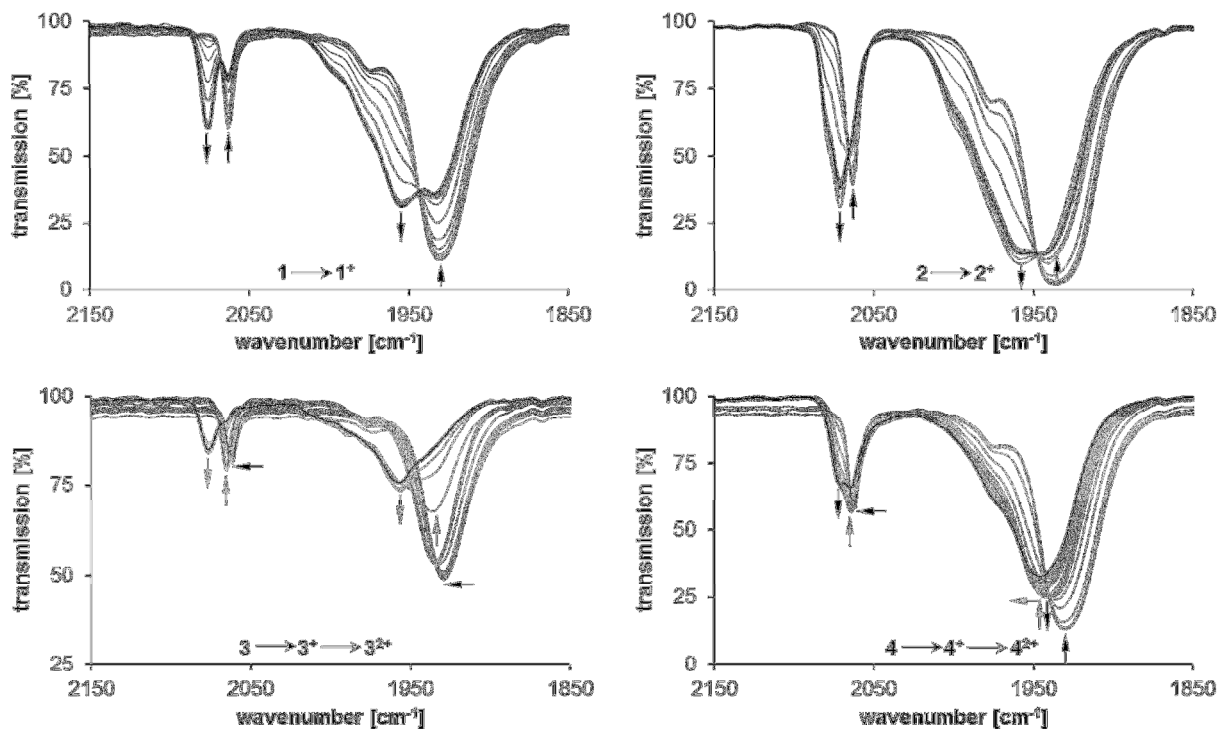 transmission [%]
100
75
50
25
0
1 ⟶ 1⁺
2150 2050 1950 1850
wavenumber [cm⁻¹]
transmission [%]
100
75
50
25
0
2 ⟶ 2⁺
2150 2050 1950 1850
wavenumber [cm⁻¹]
transmission [%]
100
75
50
25
3 ⟶ 3⁺ ⟶ 3²⁺
2150 2050 1950 1850
wavenumber [cm⁻¹]
transmission [%]
100
75
50
25
0
4 ⟶ 4⁺ ⟶ 4²⁺
2150 2050 1950 1850
wavenumber [cm⁻¹]